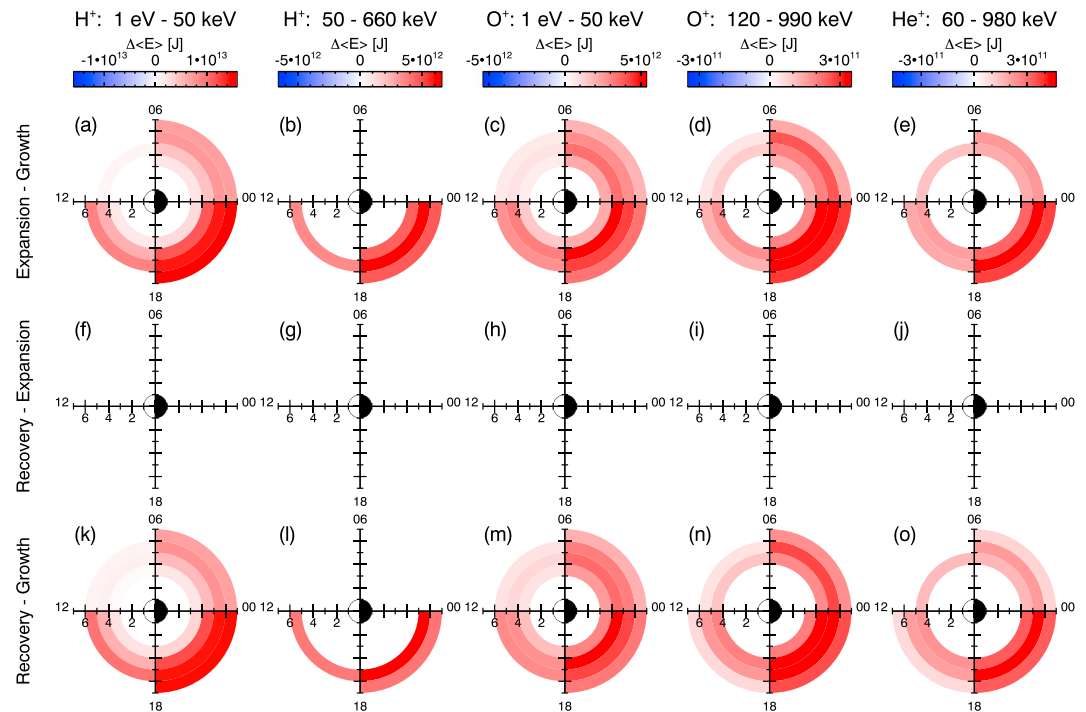 H⁺: 1 eV - 50 keV H⁺: 50 - 660 keV O⁺: 1 eV - 50 keV O⁺: 120 - 990 keV He⁺: 60 - 980 keV
Δ<E> [J] Δ<E> [J] Δ<E> [J] Δ<E> [J] Δ<E> [J]
-1•10¹³ 0 1•10¹³ -5•10¹² 0 5•10¹² -5•10¹² 0 5•10¹² -3•10¹¹ 0 3•10¹¹ -3•10¹¹ 0 3•10¹¹
Expansion - Growth
06 06 06 06 06
(a) (b) (c) (d) (e)
12 00 12 00 12 00 12 00 12 00
6 4 2 6 4 2 6 4 2 6 4 2 6 4 2
18 18 18 18 18
Recovery - Expansion
06 06 06 06 06
(f) (g) (h) (i) (j)
12 00 12 00 12 00 12 00 12 00
6 4 2 6 4 2 6 4 2 6 4 2 6 4 2
18 18 18 18 18
Recovery - Growth
06 06 06 06 06
(k) (l) (m) (n) (o)
12 00 12 00 12 00 12 00 12 00
6 4 2 6 4 2 6 4 2 6 4 2 6 4 2
18 18 18 18 18